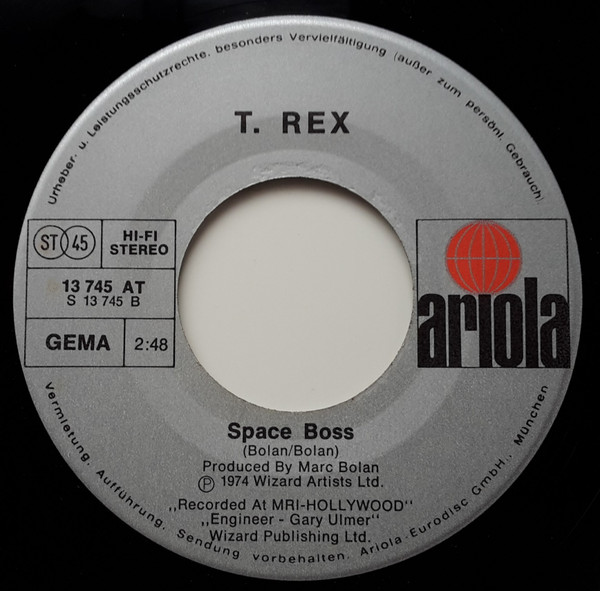 Urheber- u. Leistungsschutzrechte, besonders Vervielfältigung (außer zum persönl. Gebrauch),
T. REX
ST 45
HI-FI
STEREO
13 745 AT
S 13 745 B
GEMA 2:48
ariola
Space Boss
(Bolan/Bolan)
Produced By Marc Bolan
Ⓟ 1974 Wizard Artists Ltd.
„Recorded At MRI-HOLLYWOOD"
„Engineer - Gary Ulmer"
Wizard Publishing Ltd.
Vermietung, Aufführung, Sendung vorbehalten. Ariola-Eurodisc GmbH., München